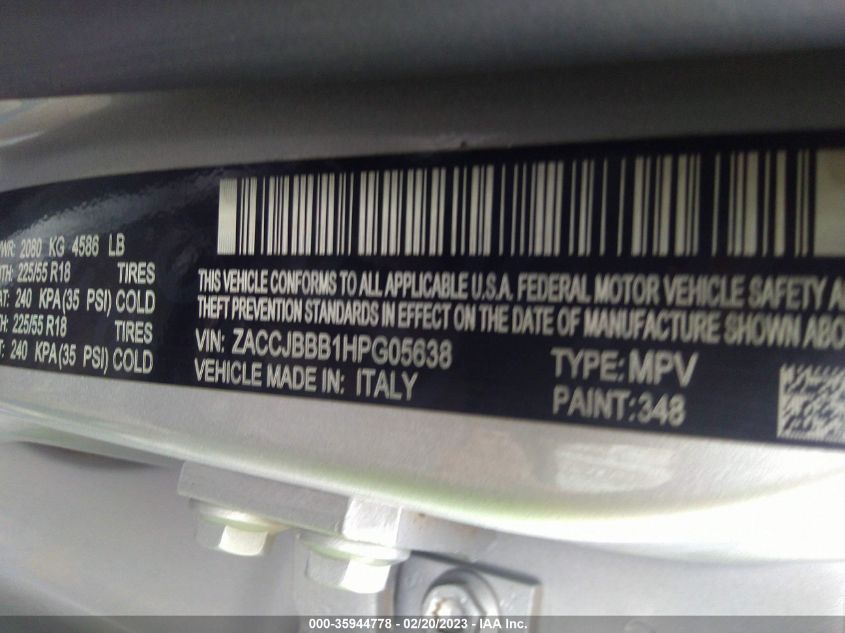 WR: 2080 KG 4586 LB
TH: 225/55 R18 TIRES
AT: 240 KPA(35 PSI) COLD
TH: 225/55 R18 TIRES
T: 240 KPA(35 PSI) COLD
THIS VEHICLE CONFORMS TO ALL APPLICABLE U.S.A. FEDERAL MOTOR VEHICLE SAFETY A
THEFT PREVENTION STANDARDS IN EFFECT ON THE DATE OF MANUFACTURE SHOWN ABO
VIN: ZACCJBBB1HPG05638 TYPE: MPV
VEHICLE MADE IN: ITALY PAINT: 348
000-35944778 - 02/20/2023 - IAA Inc.